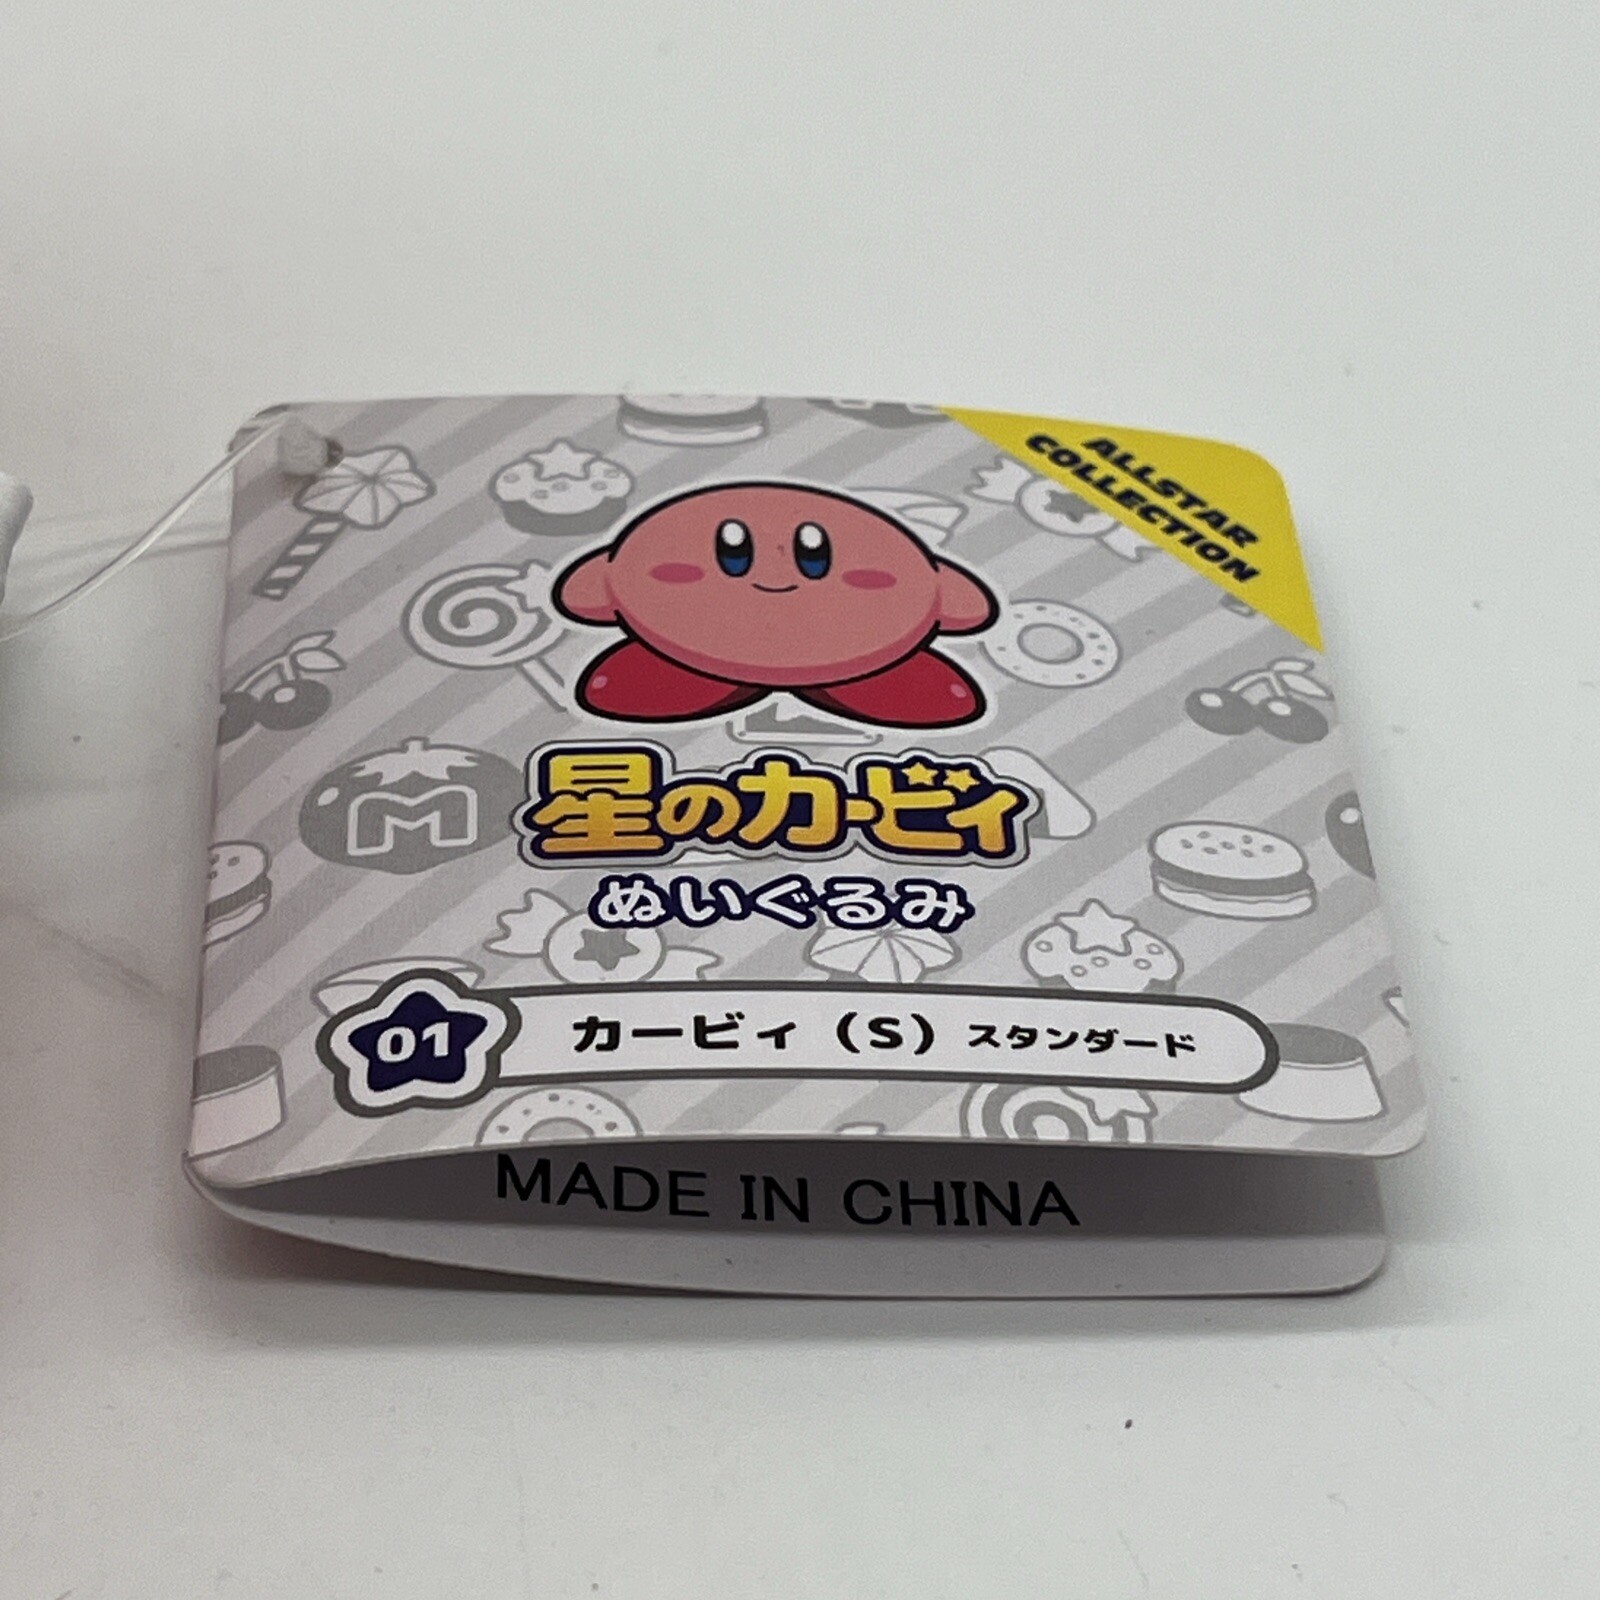 ALLSTAR
COLLECTION
星のカービィ
ぬいぐるみ
M
01 カービィ（S）スタンダード
MADE IN CHINA